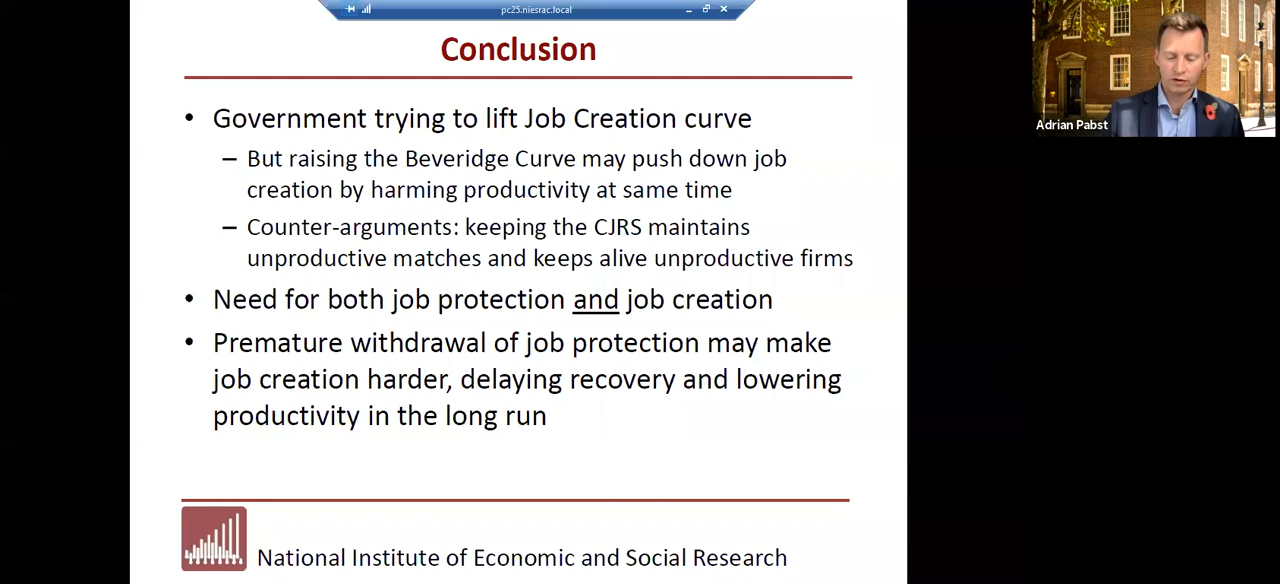 pc25.niesrac.local
Conclusion
• Government trying to lift Job Creation curve
– But raising the Beveridge Curve may push down job
creation by harming productivity at same time
– Counter-arguments: keeping the CJRS maintains
unproductive matches and keeps alive unproductive firms
• Need for both job protection and job creation
• Premature withdrawal of job protection may make
job creation harder, delaying recovery and lowering
productivity in the long run
National Institute of Economic and Social Research
Adrian Pabst